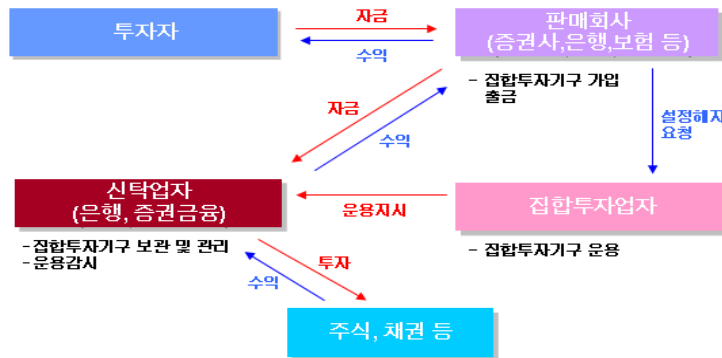 투자자
자금
수익
판매회사
(증권사,은행,보험 등)
- 집합투자기구 가입
출금
자금
수익
설정해지
요청
신탁업자
(은행, 증권금융)
운용지시
집합투자업자
-집합투자기구 보관 및 관리
-운용감시
- 집합투자기구 운용
투자
수익
주식, 채권 등